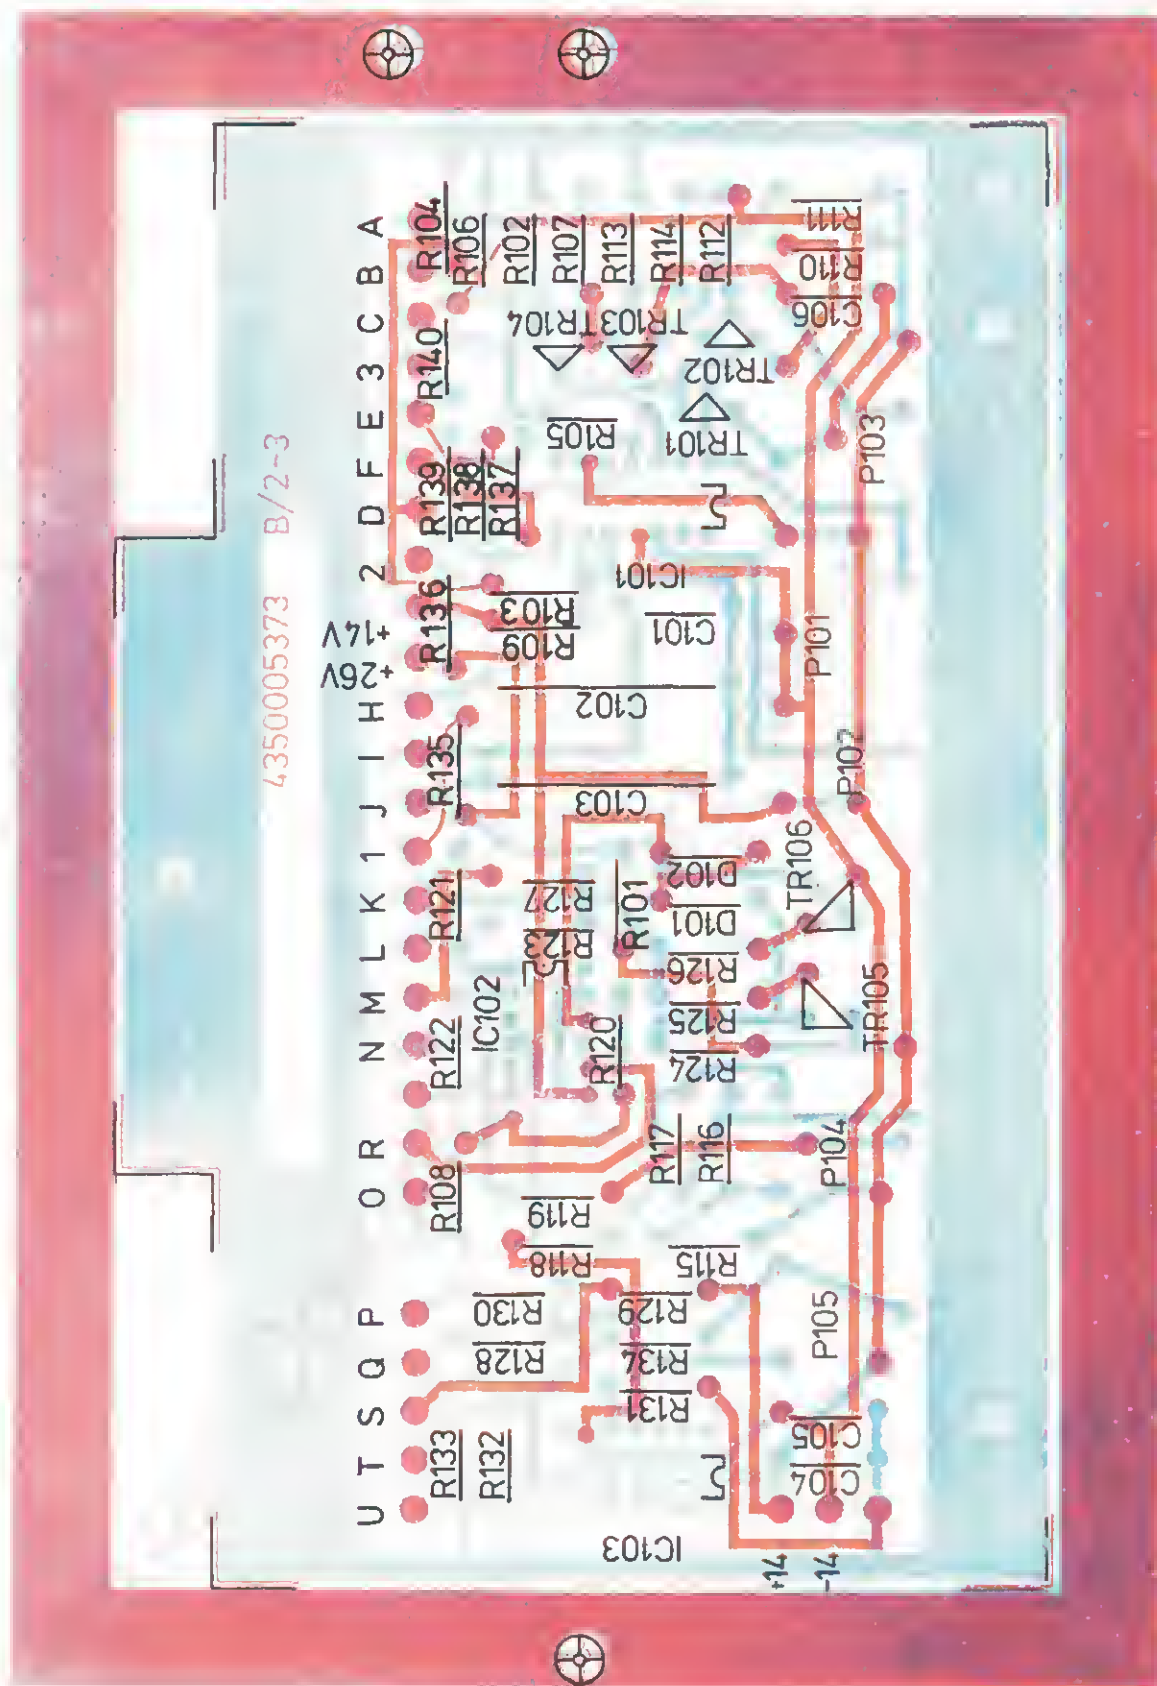 4350005373 B/2-3
U T S Q P O R N M L K 1 J I H +26V +14V 2 D F E 3 C B A
R133
R132
R108
R122
R121
R135
R136
R139
R138
R137
R140
R104
R106
R102
R107
R113
R114
R112
R130
R128
R118
R119
IC102
R123
R127
R101
R120
R109
R103
C102
C103
C101
IC101
R105
TR104
TR103
TR102
TR101
R111
R110
C106
R129
R134
R131
R115
R117
R116
R124
R125
R126
D101
D102
TR106
TR105
P101
P102
P103
P104
P105
C105
C104
IC103
+14
-14